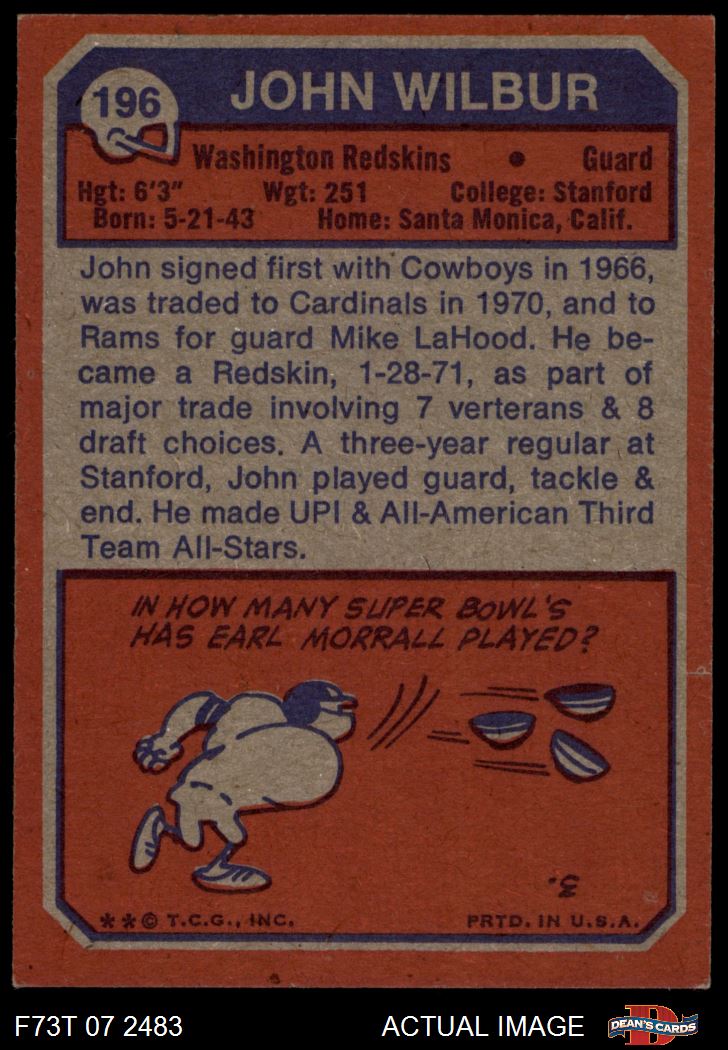 196
JOHN WILBUR
Washington Redskins • Guard
Hgt: 6'3" Wgt: 251 College: Stanford
Born: 5-21-43 Home: Santa Monica, Calif.
John signed first with Cowboys in 1966,
was traded to Cardinals in 1970, and to
Rams for guard Mike LaHood. He be-
came a Redskin, 1-28-71, as part of
major trade involving 7 verterans & 8
draft choices. A three-year regular at
Stanford, John played guard, tackle &
end. He made UPI & All-American Third
Team All-Stars.
IN HOW MANY SUPER BOWL'S
HAS EARL MORRALL PLAYED?
3.
** © T.C.G., INC. PRTD. IN U.S.A.
F73T 07 2483 ACTUAL IMAGE
D
DEAN'S CARDS